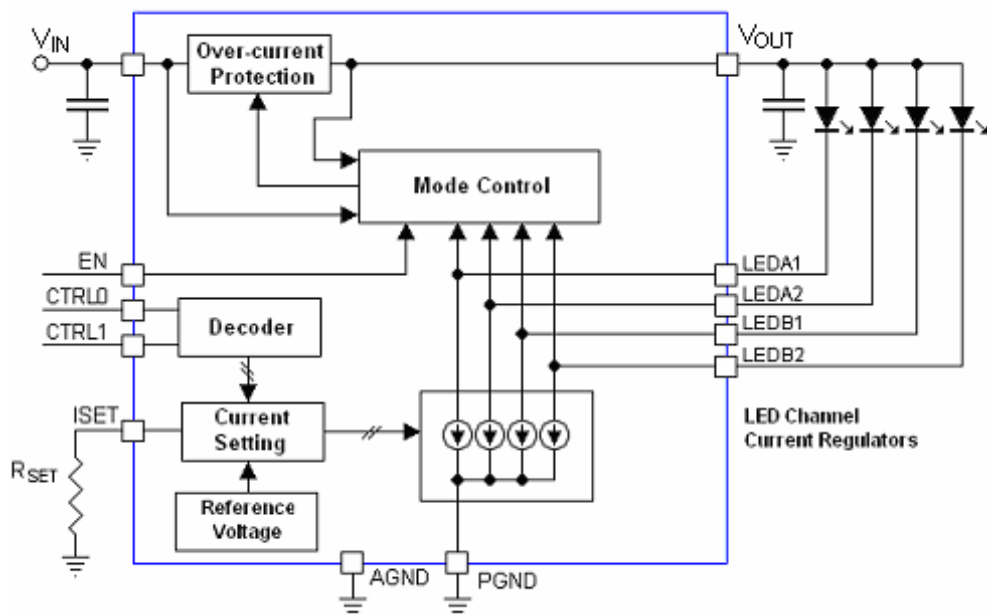 VIN
Over-current
Protection
VOUT
Mode Control
EN
CTRL0
CTRL1
Decoder
LEDA1
LEDA2
LEDB1
LEDB2
ISET
Current
Setting
LED Channel
Current Regulators
RSET
Reference
Voltage
AGND
PGND